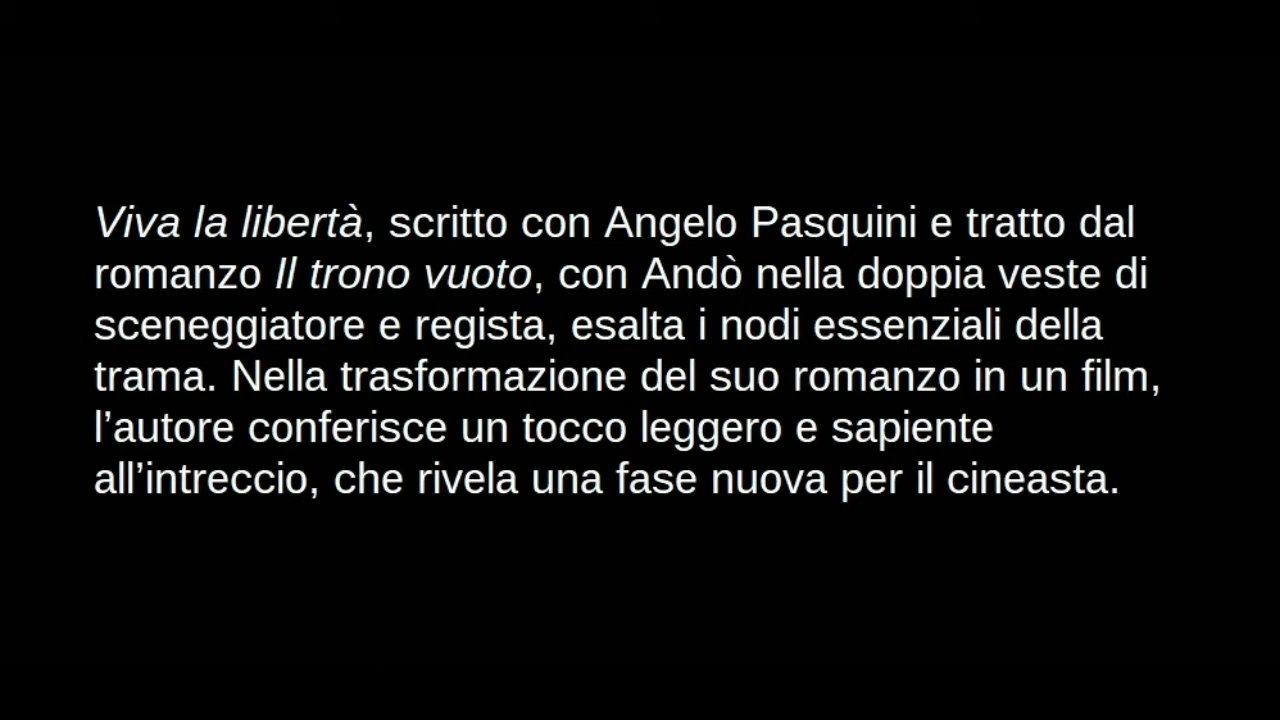 Viva la libertà, scritto con Angelo Pasquini e tratto dal
romanzo Il trono vuoto, con Andò nella doppia veste di
sceneggiatore e regista, esalta i nodi essenziali della
trama. Nella trasformazione del suo romanzo in un film,
l’autore conferisce un tocco leggero e sapiente
all’intreccio, che rivela una fase nuova per il cineasta.